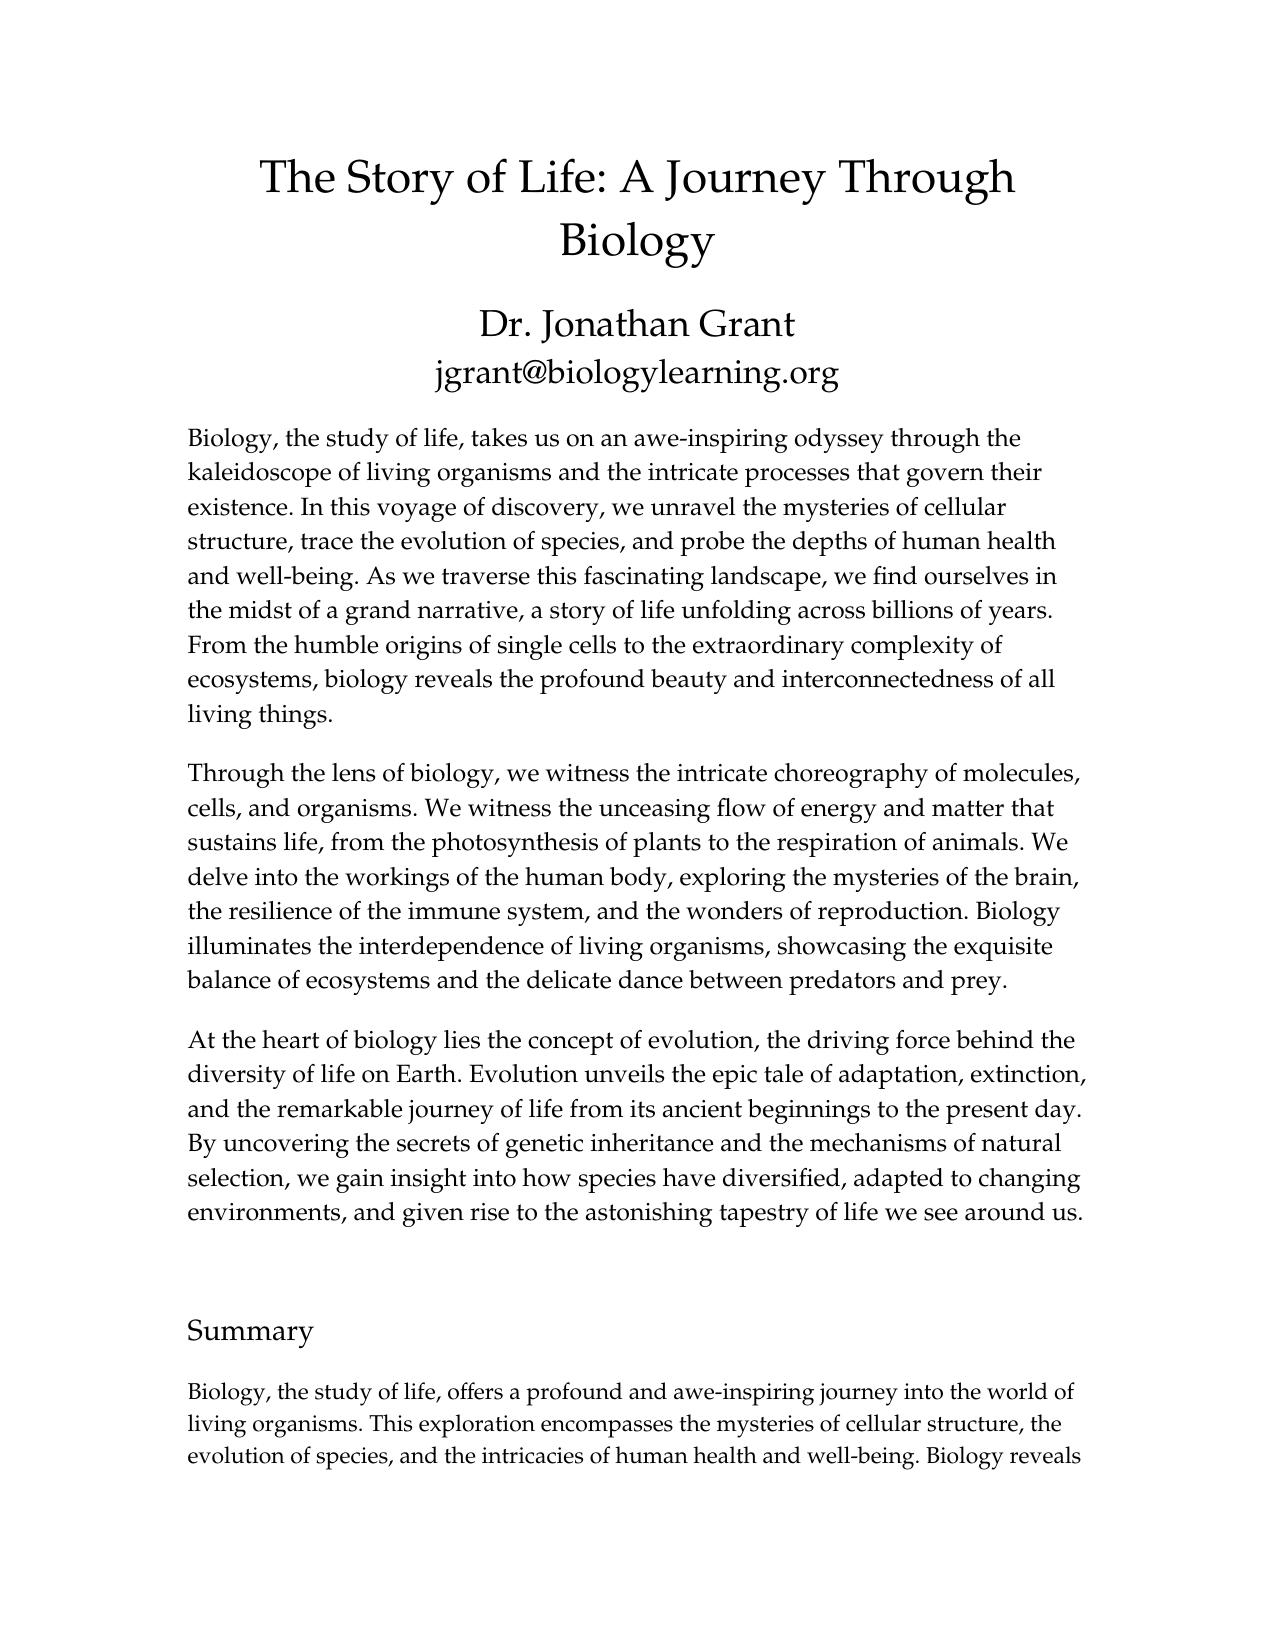 The Story of Life: A Journey Through
Biology
Dr. Jonathan Grant
jgrant@biologylearning.org
Biology, the study of life, takes us on an awe-inspiring odyssey through the
kaleidoscope of living organisms and the intricate processes that govern their
existence. In this voyage of discovery, we unravel the mysteries of cellular
structure, trace the evolution of species, and probe the depths of human health
and well-being. As we traverse this fascinating landscape, we find ourselves in
the midst of a grand narrative, a story of life unfolding across billions of years.
From the humble origins of single cells to the extraordinary complexity of
ecosystems, biology reveals the profound beauty and interconnectedness of all
living things.
Through the lens of biology, we witness the intricate choreography of molecules,
cells, and organisms. We witness the unceasing flow of energy and matter that
sustains life, from the photosynthesis of plants to the respiration of animals. We
delve into the workings of the human body, exploring the mysteries of the brain,
the resilience of the immune system, and the wonders of reproduction. Biology
illuminates the interdependence of living organisms, showcasing the exquisite
balance of ecosystems and the delicate dance between predators and prey.
At the heart of biology lies the concept of evolution, the driving force behind the
diversity of life on Earth. Evolution unveils the epic tale of adaptation, extinction,
and the remarkable journey of life from its ancient beginnings to the present day.
By uncovering the secrets of genetic inheritance and the mechanisms of natural
selection, we gain insight into how species have diversified, adapted to changing
environments, and given rise to the astonishing tapestry of life we see around us.
Summary
Biology, the study of life, offers a profound and awe-inspiring journey into the world of
living organisms. This exploration encompasses the mysteries of cellular structure, the
evolution of species, and the intricacies of human health and well-being. Biology reveals